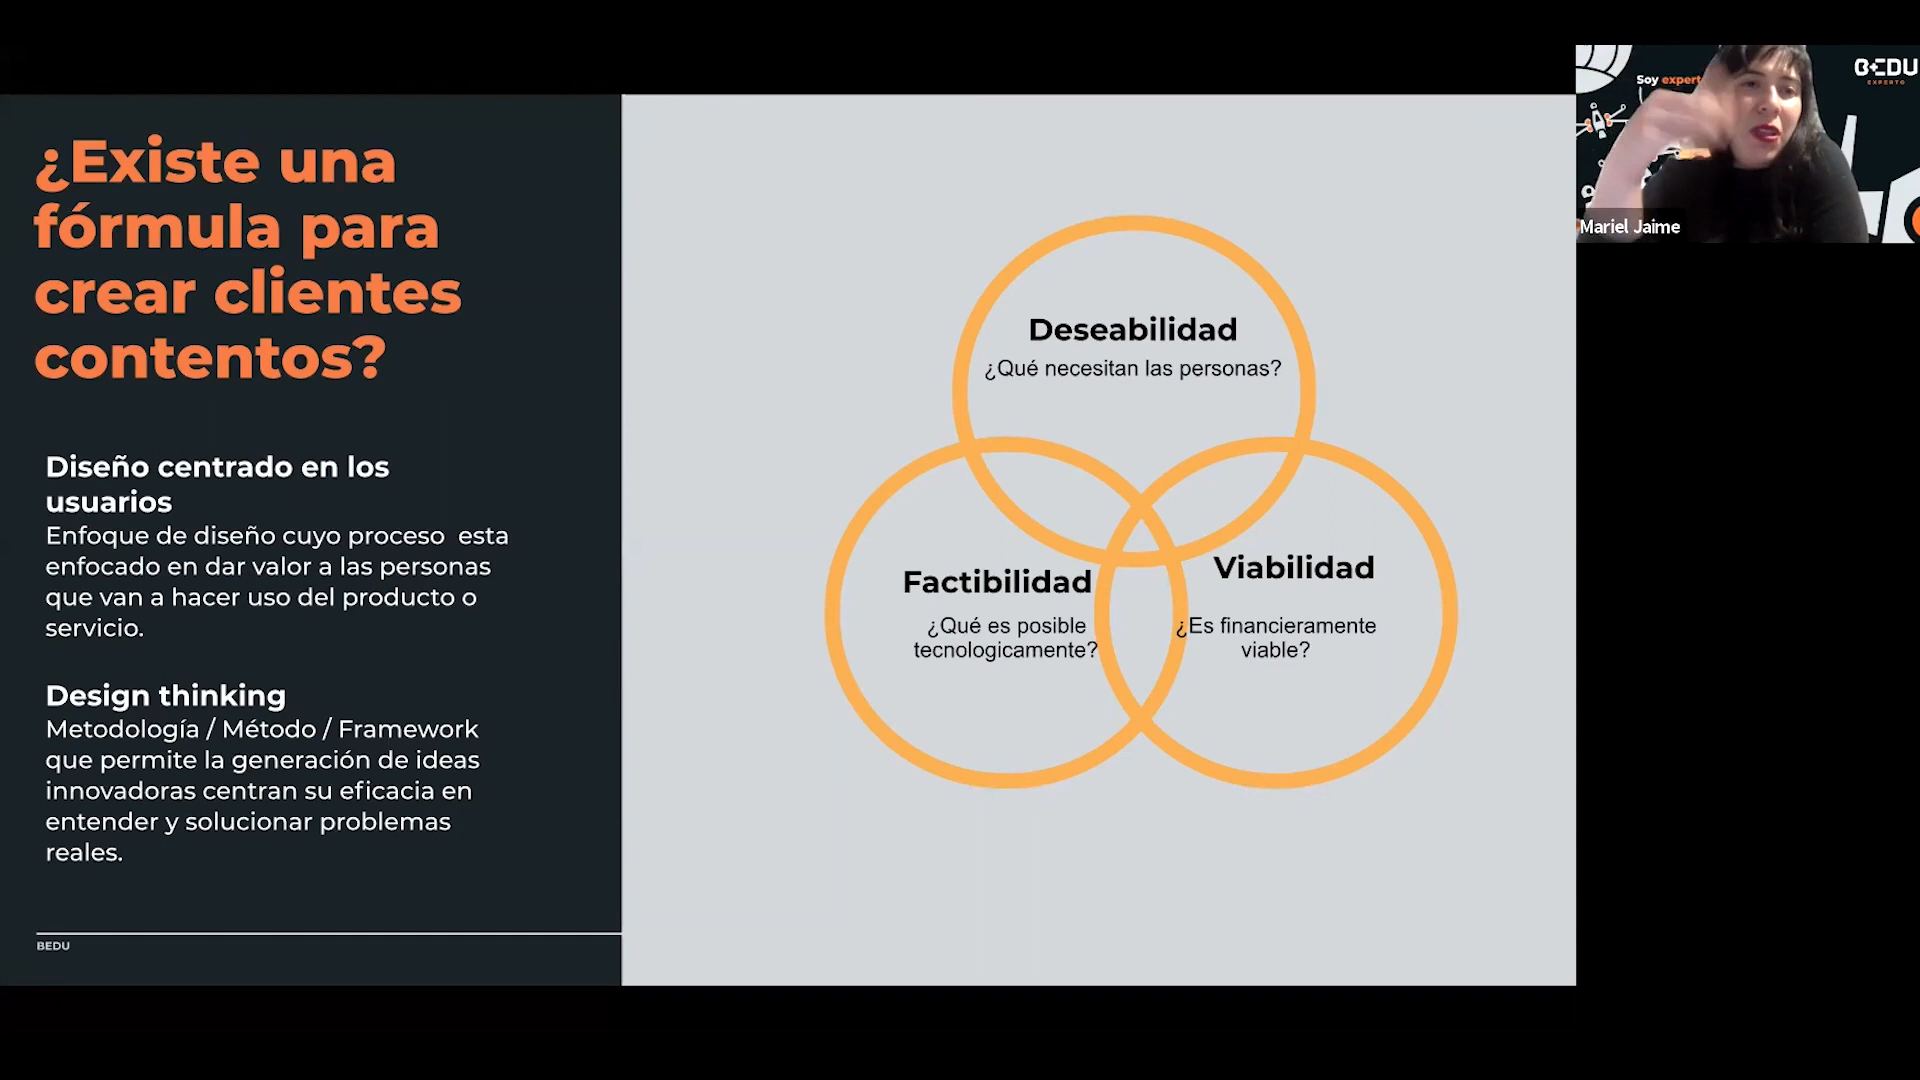 ¿Existe una
fórmula para
crear clientes
contentos?
Diseño centrado en los
usuarios
Enfoque de diseño cuyo proceso  esta
enfocado en dar valor a las personas
que van a hacer uso del producto o
servicio.
Design thinking
Metodología / Método / Framework
que permite la generación de ideas
innovadoras centran su eficacia en
entender y solucionar problemas
reales.
BEDU
Deseabilidad
¿Qué necesitan las personas?
Factibilidad
¿Qué es posible
tecnologicamente?
Viabilidad
¿Es financieramente
viable?
Soy expert
BEDU
EXPERTO
Mariel Jaime